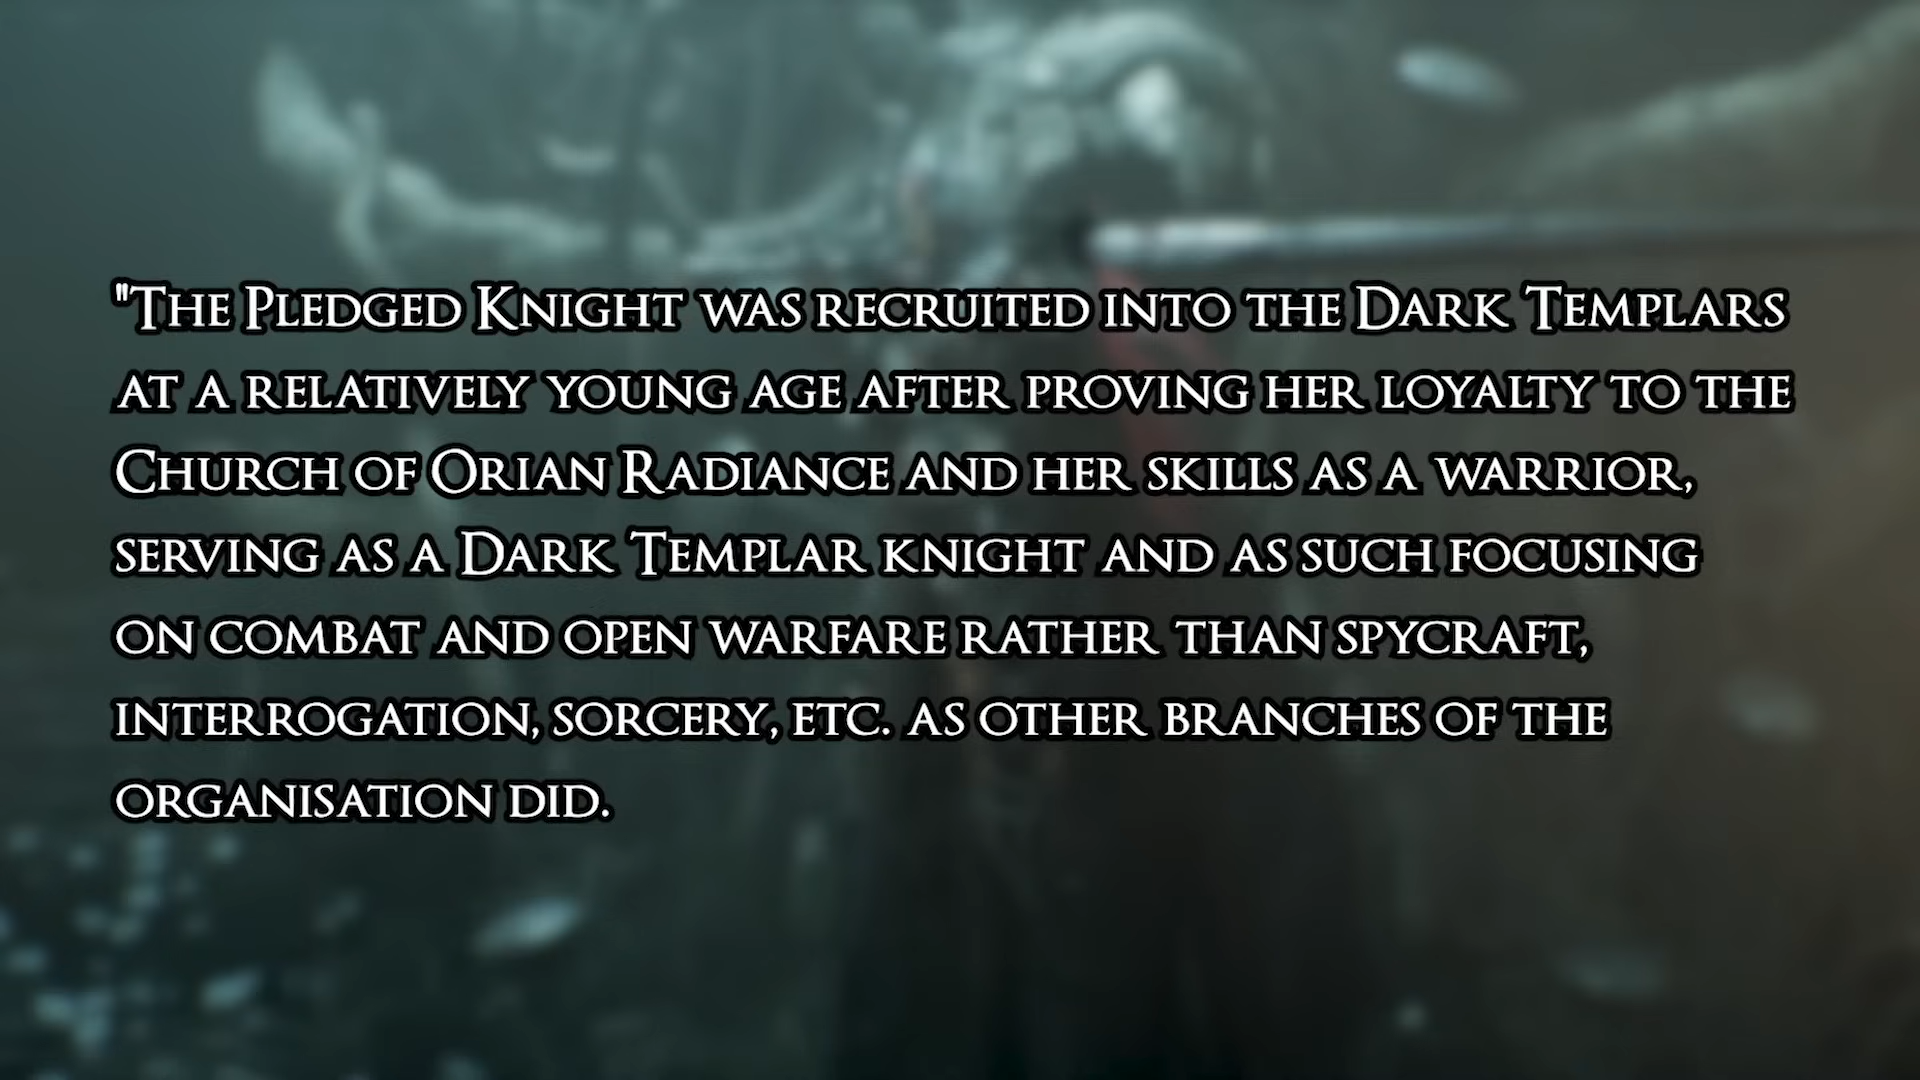 "The Pledged Knight was recruited into the Dark Templars
at a relatively young age after proving her loyalty to the
Church of Orian Radiance and her skills as a warrior,
serving as a Dark Templar knight and as such focusing
on combat and open warfare rather than spycraft,
interrogation, sorcery, etc. as other branches of the
organisation did.